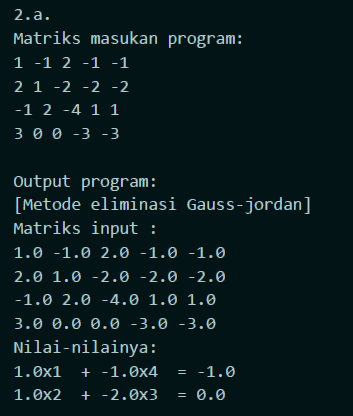 2.a.
Matriks masukan program:
1 -1 2 -1 -1
2 1 -2 -2 -2
-1 2 -4 1 1
3 0 0 -3 -3
Output program:
[Metode eliminasi Gauss-jordan]
Matriks input :
1.0 -1.0 2.0 -1.0 -1.0
2.0 1.0 -2.0 -2.0 -2.0
-1.0 2.0 -4.0 1.0 1.0
3.0 0.0 0.0 -3.0 -3.0
Nilai-nilainya:
1.0x1  + -1.0x4  = -1.0
1.0x2  + -2.0x3  = 0.0